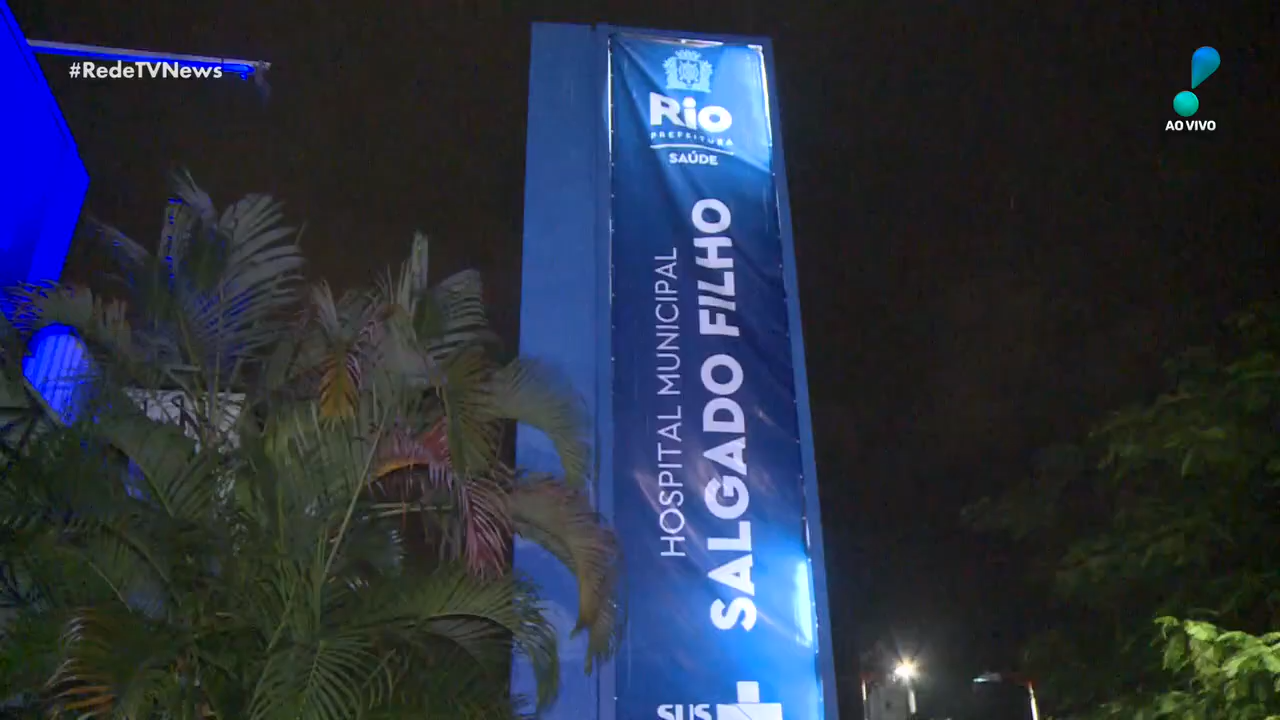 #RedeTVNews
AO VIVO
Rio
PREFEITURA
SAÚDE
HOSPITAL MUNICIPAL
SALGADO FILHO
SUS